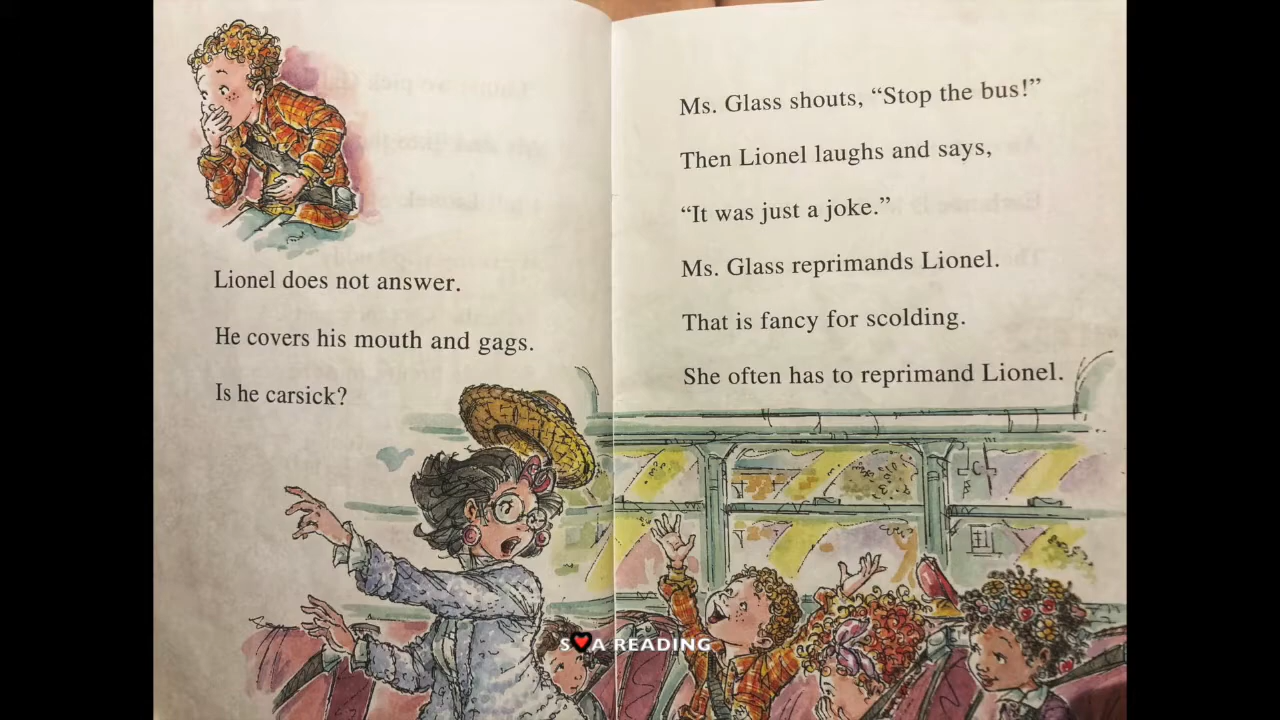 Lionel does not answer.
He covers his mouth and gags.
Is he carsick?
Ms. Glass shouts, “Stop the bus!”
Then Lionel laughs and says,
“It was just a joke.”
Ms. Glass reprimands Lionel.
That is fancy for scolding.
She often has to reprimand Lionel.
S❤A READING